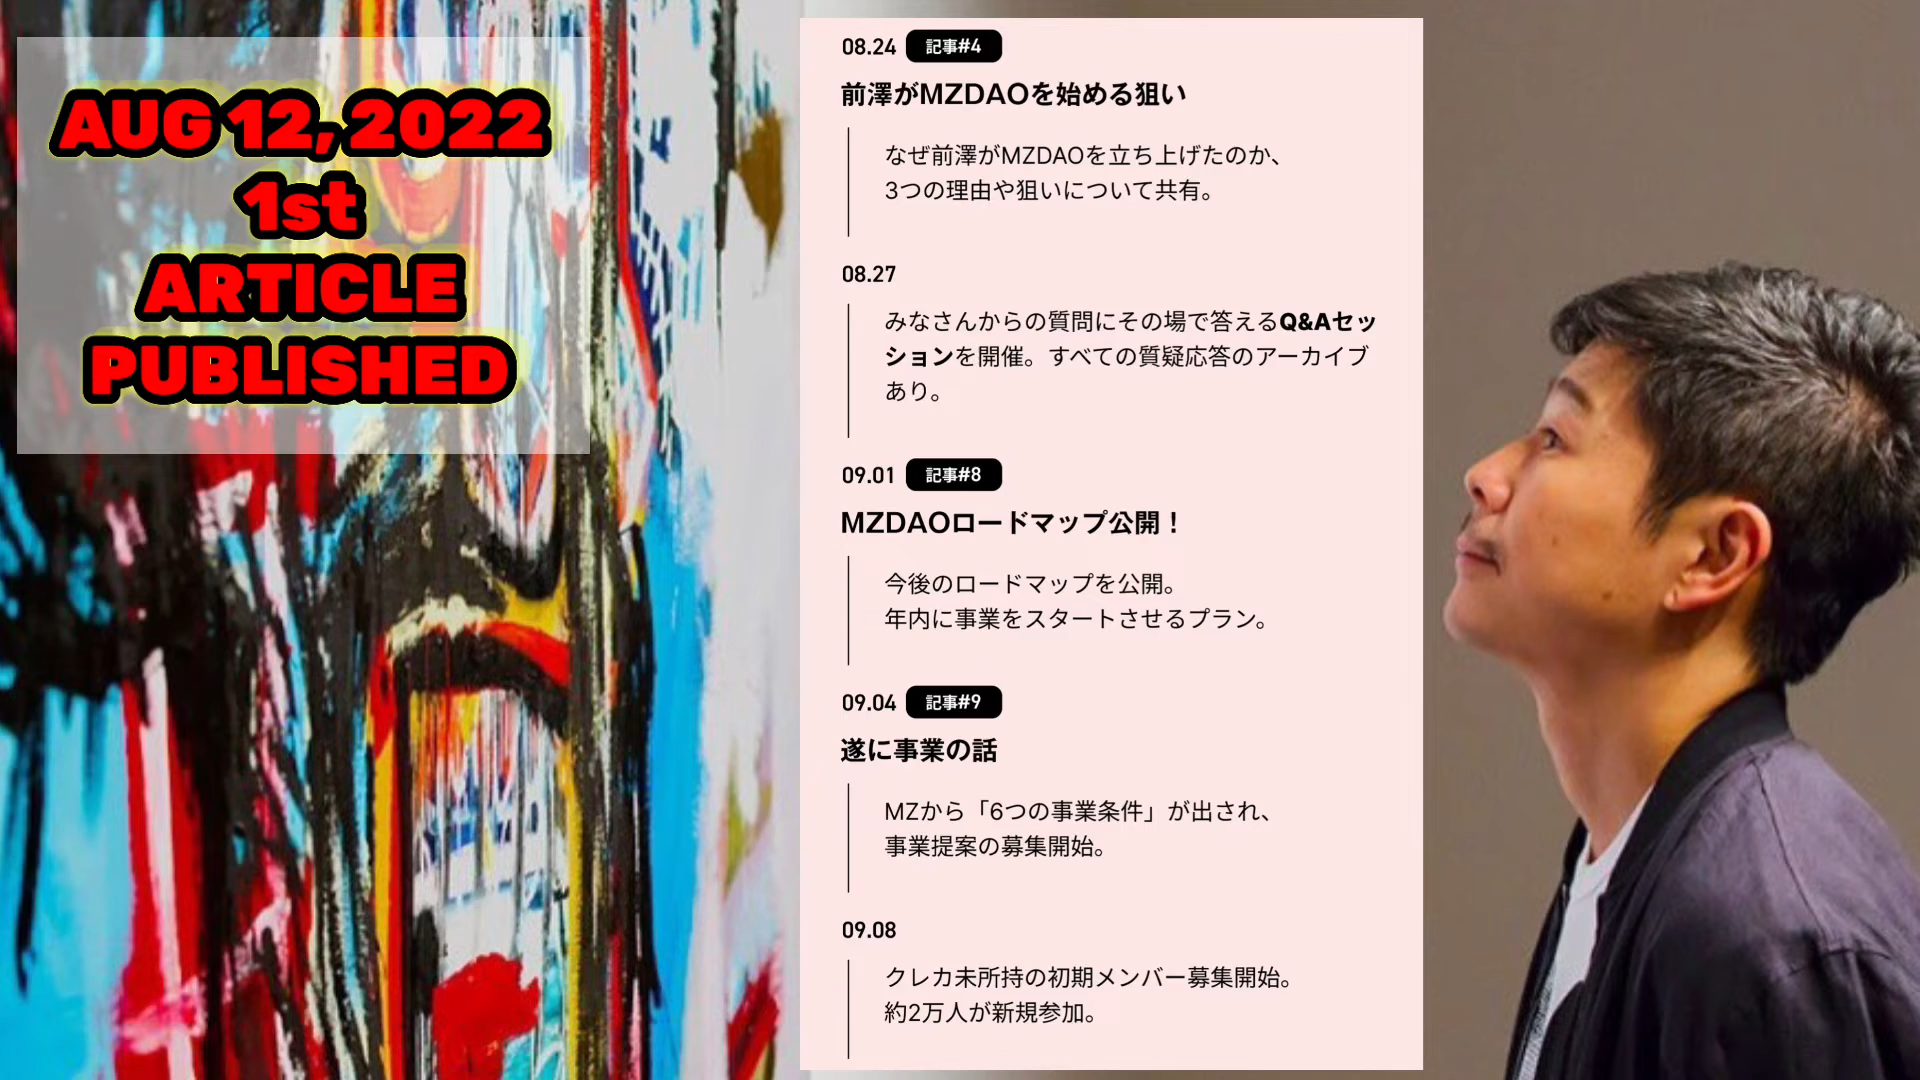 AUG 12, 2022
1st
ARTICLE
PUBLISHED
08.24 記事#4
前澤がMZDAOを始める狙い
なぜ前澤がMZDAOを立ち上げたのか、
3つの理由や狙いについて共有。
08.27
みなさんからの質問にその場で答えるQ&Aセッ
ションを開催。すべての質疑応答のアーカイブ
あり。
09.01 記事#8
MZDAOロードマップ公開！
今後のロードマップを公開。
年内に事業をスタートさせるプラン。
09.04 記事#9
遂に事業の話
MZから「6つの事業条件」が出され、
事業提案の募集開始。
09.08
クレカ未所持の初期メンバー募集開始。
約2万人が新規参加。